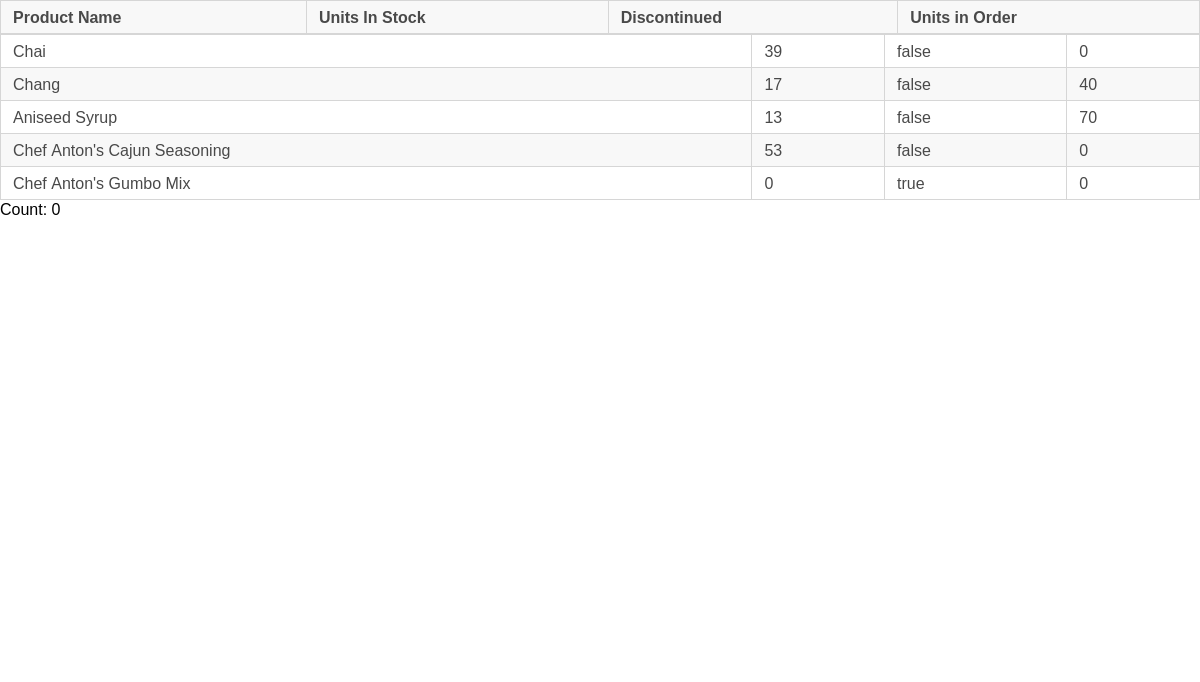 Product Name Units In Stock Discontinued Units in Order
Chai 39 false 0
Chang 17 false 40
Aniseed Syrup 13 false 70
Chef Anton's Cajun Seasoning 53 false 0
Chef Anton's Gumbo Mix 0 true 0
Count: 0